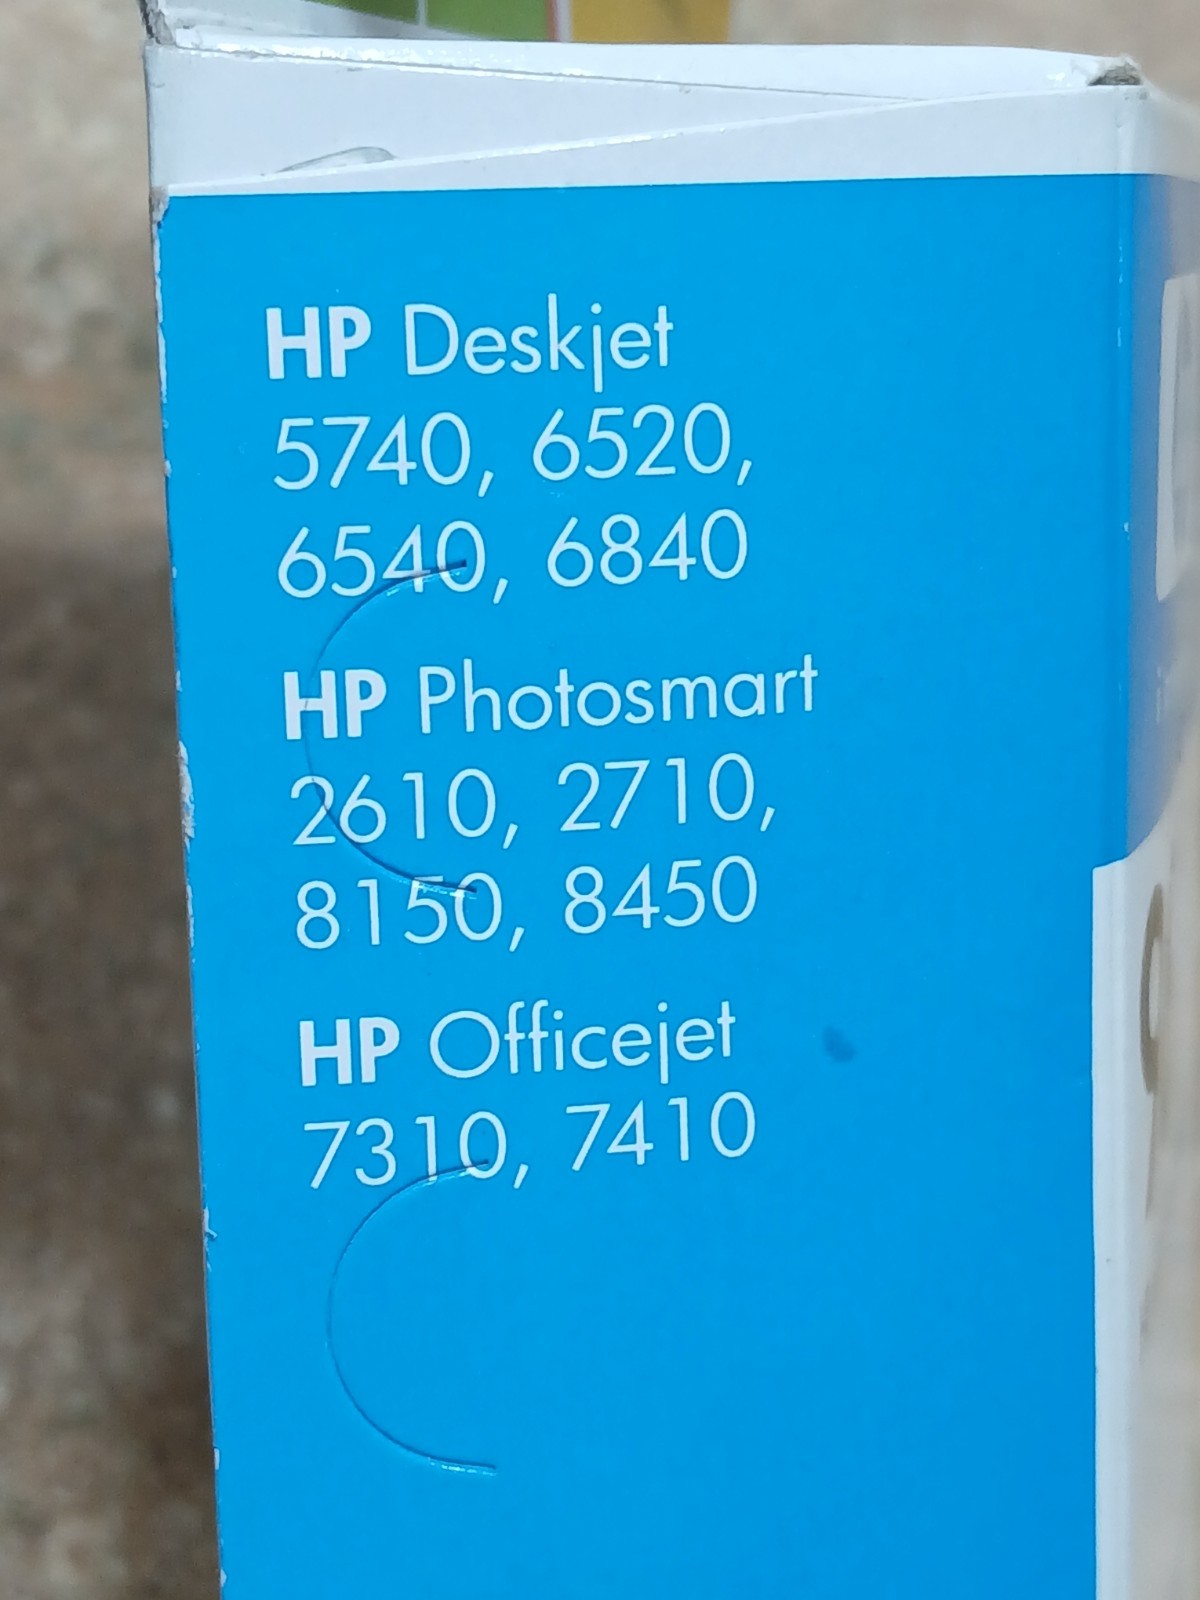 HP Deskjet
5740, 6520,
6540, 6840
HP Photosmart
2610, 2710,
8150, 8450
HP Officejet
7310, 7410